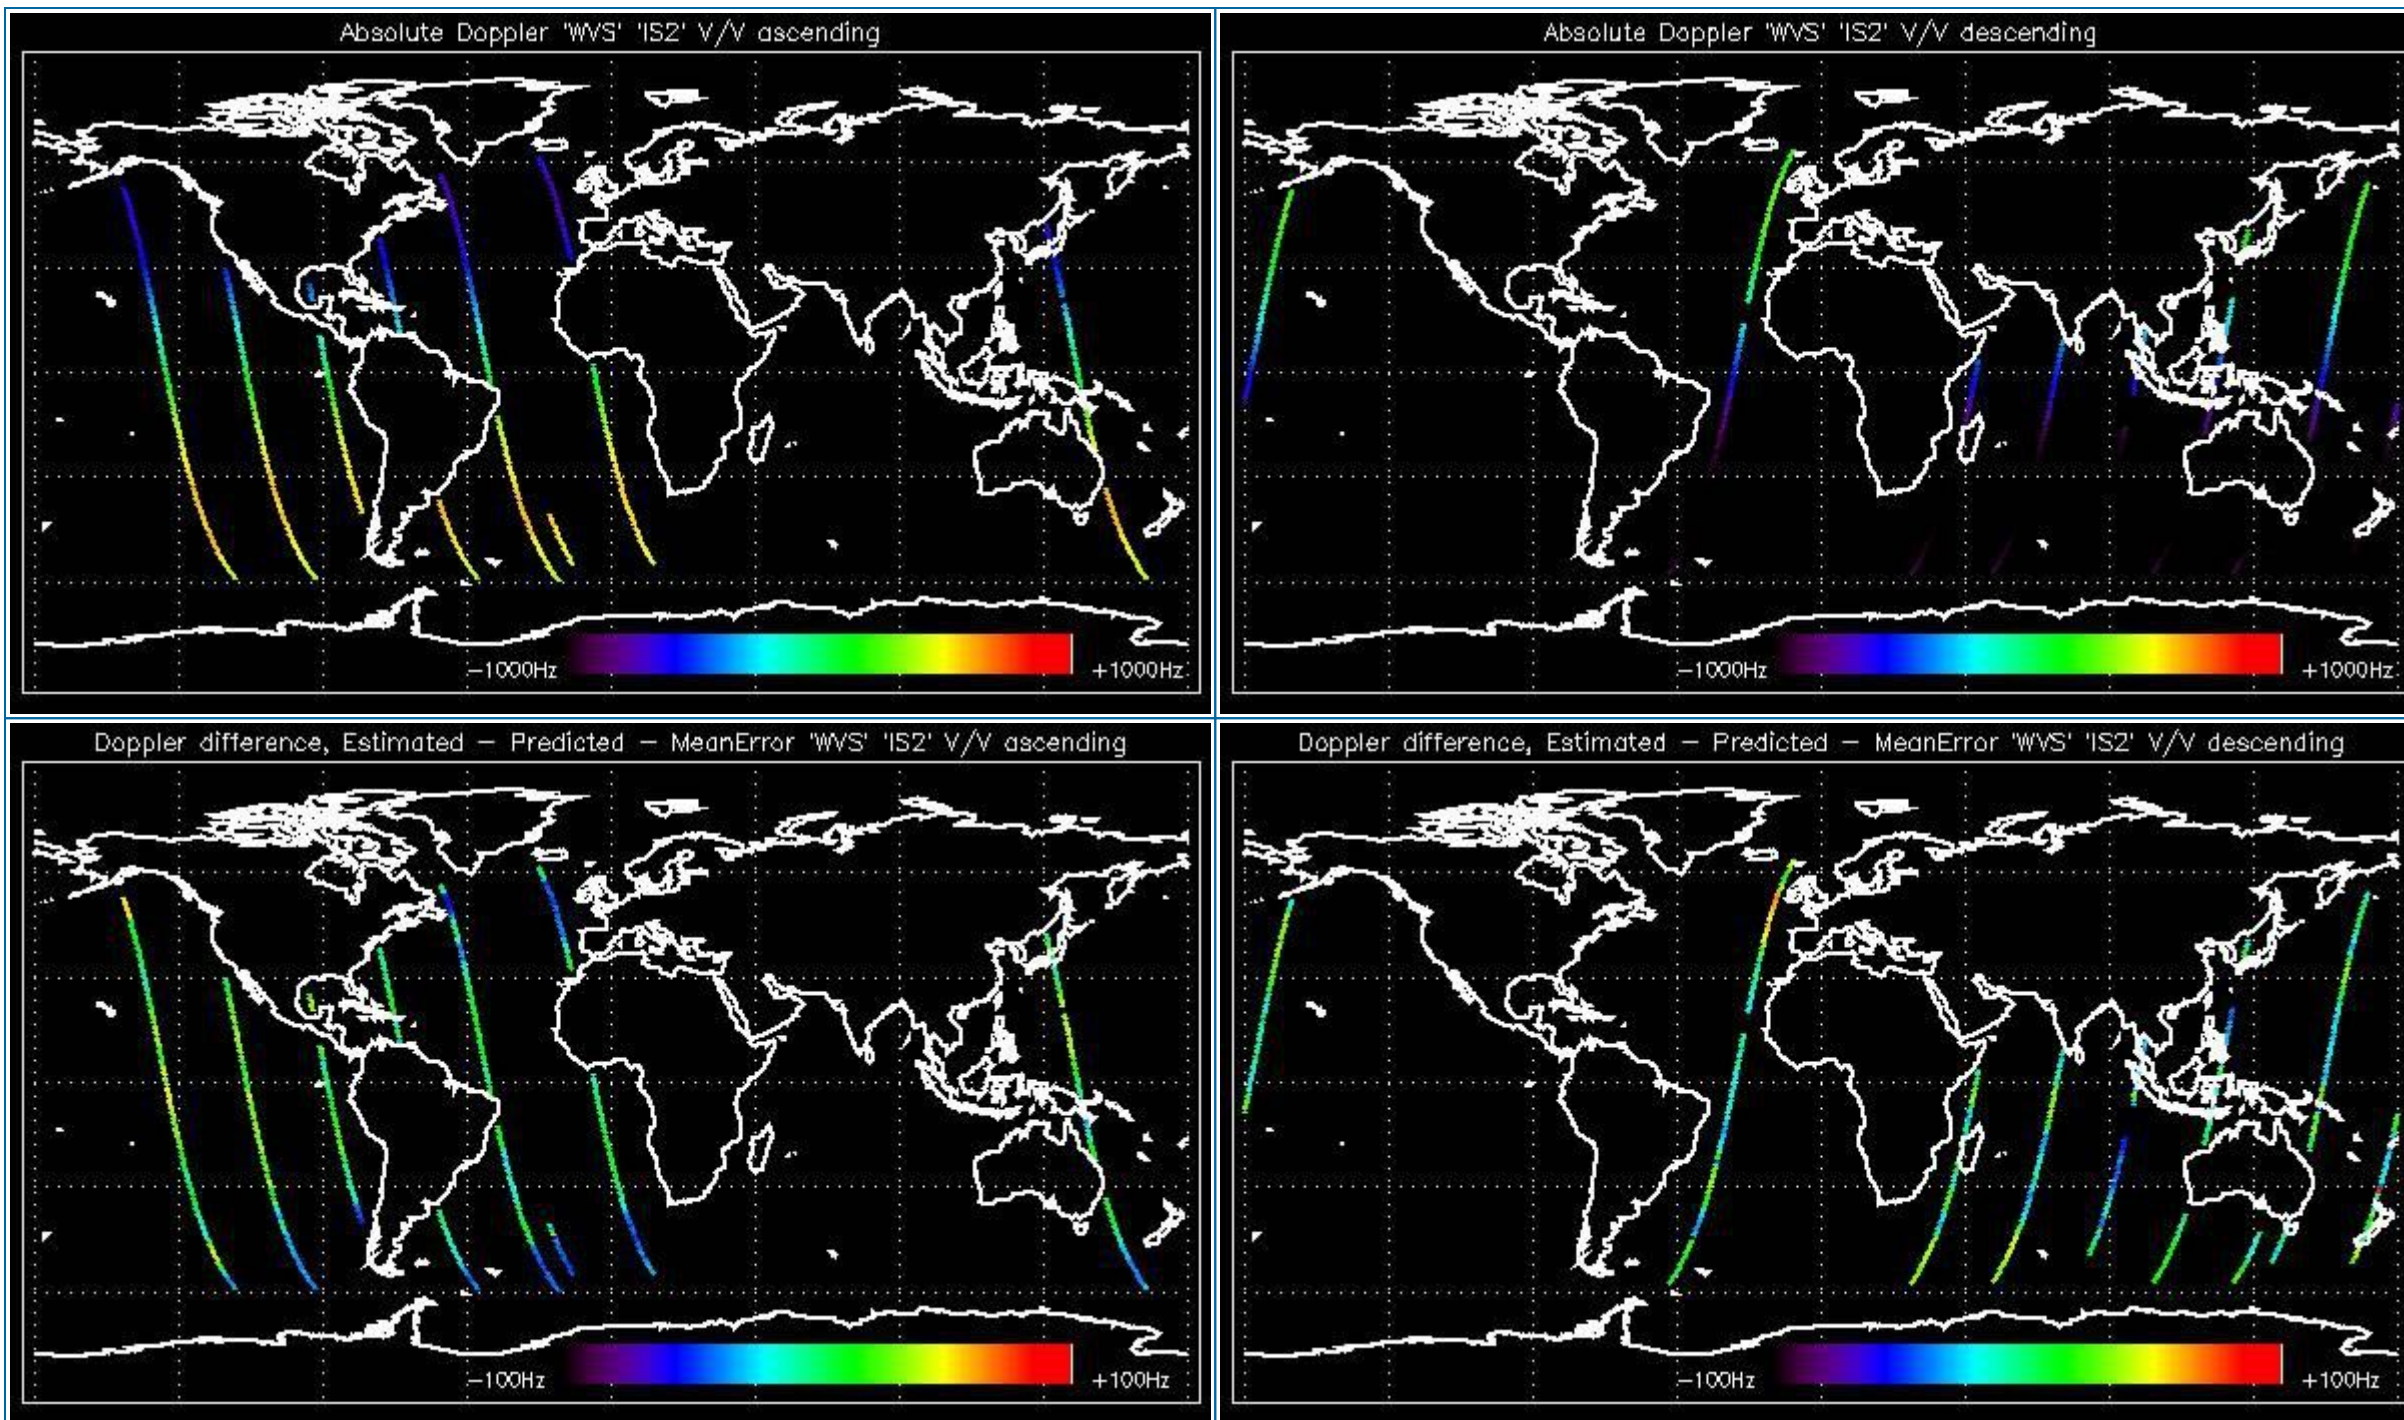 Absolute Doppler 'WVS' 'IS2' V/V ascending
-1000Hz
+1000Hz
Absolute Doppler 'WVS' 'IS2' V/V descending
-1000Hz
+1000Hz
Doppler difference, Estimated - Predicted - MeanError 'WVS' 'IS2' V/V ascending
-100Hz
+100Hz
Doppler difference, Estimated - Predicted - MeanError 'WVS' 'IS2' V/V descending
-100Hz
+100Hz